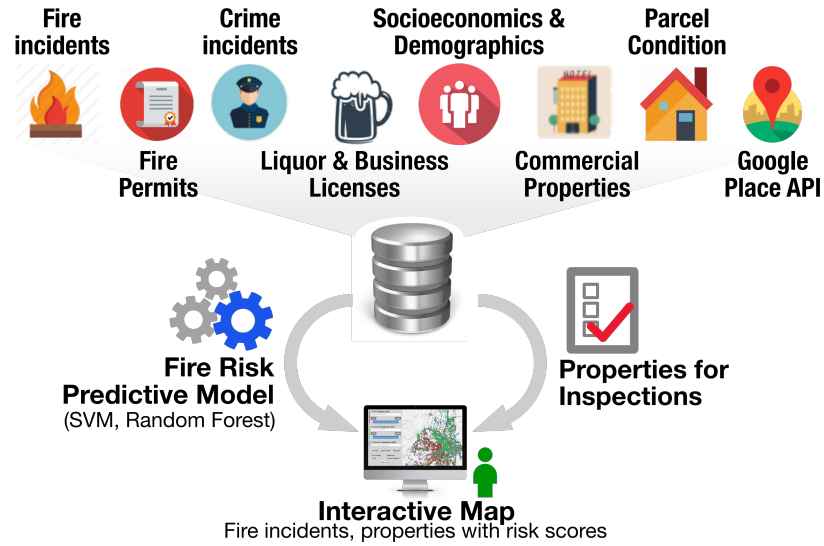 Fire
incidents
Crime
incidents
Socioeconomics &
Demographics
Parcel
Condition
HOTEL
Fire
Permits
Liquor & Business
Licenses
Commercial
Properties
Google
Place API
Fire Risk
Predictive Model
(SVM, Random Forest)
Properties for
Inspections
Interactive Map
Fire incidents, properties with risk scores